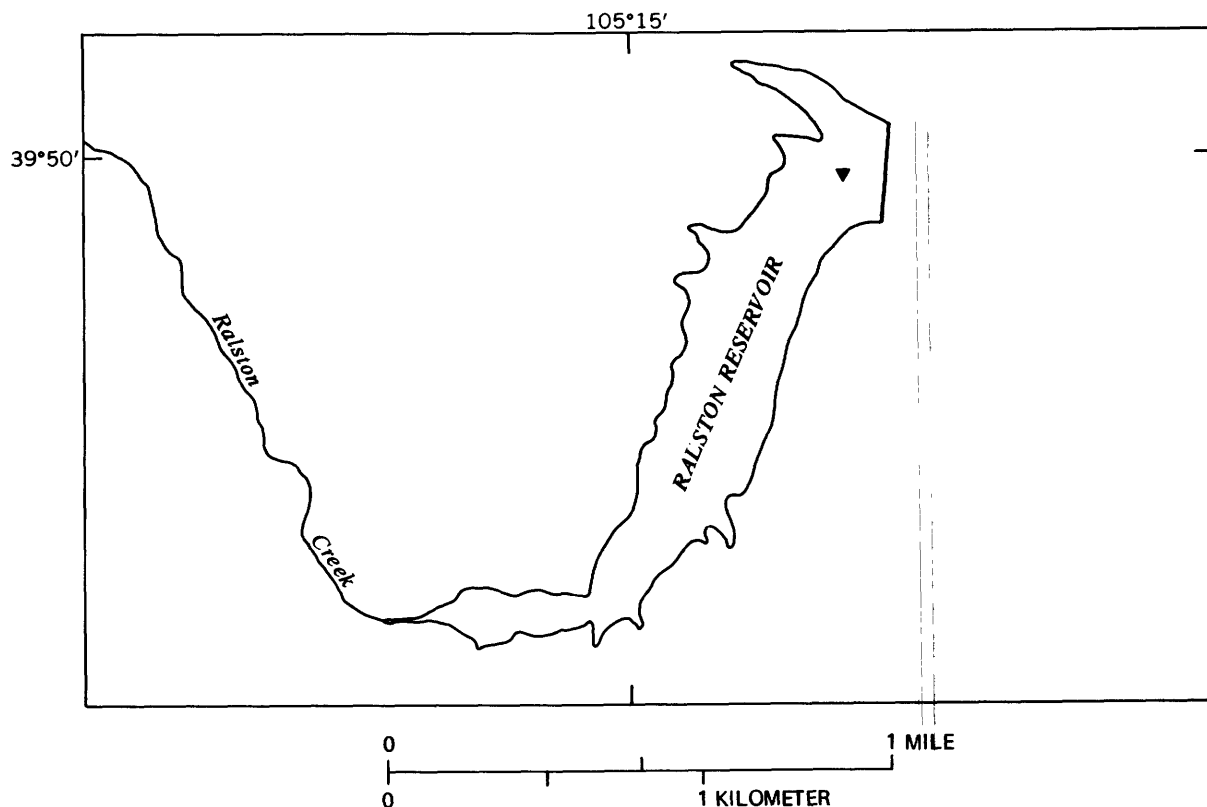 105°15′
39°50′
Ralston
Creek
RALSTON RESERVOIR
0 1 MILE
0 1 KILOMETER